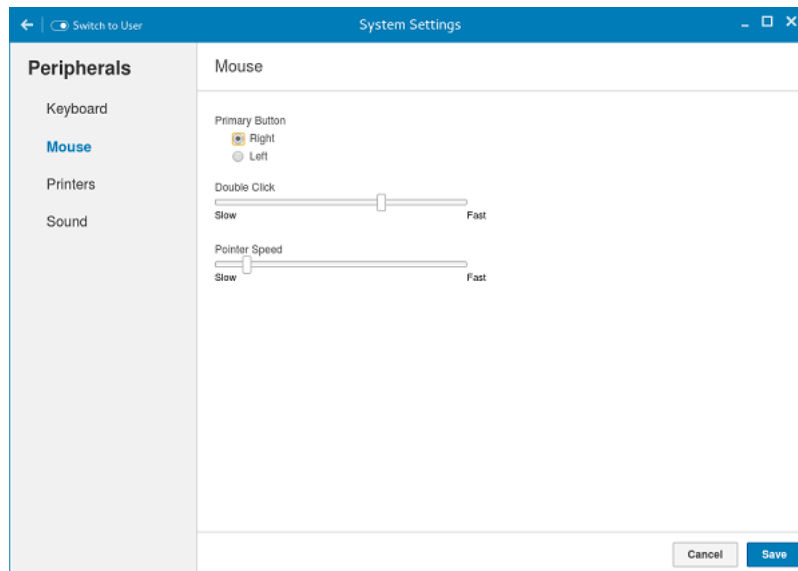 Switch to User
System Settings
Peripherals
Keyboard
Mouse
Printers
Sound
Mouse
Primary Button
Right
Left
Double Click
Slow Fast
Pointer Speed
Slow Fast
Cancel Save